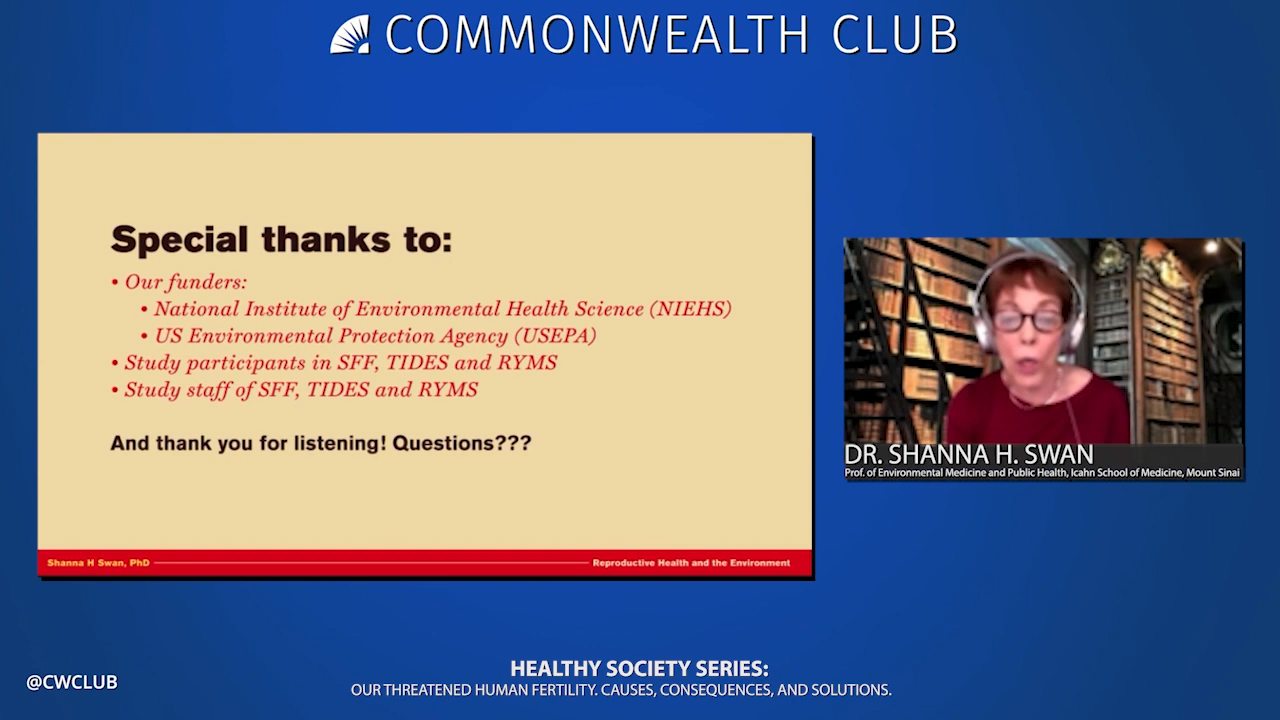 COMMONWEALTH CLUB
Special thanks to:
• Our funders:
• National Institute of Environmental Health Science (NIEHS)
• US Environmental Protection Agency (USEPA)
• Study participants in SFF, TIDES and RYMS
• Study staff of SFF, TIDES and RYMS
And thank you for listening! Questions???
Shanna H Swan, PhD
Reproductive Health and the Environment
DR. SHANNA H. SWAN
Prof. of Environmental Medicine and Public Health, Icahn School of Medicine, Mount Sinai
@CWCLUB
HEALTHY SOCIETY SERIES:
OUR THREATENED HUMAN FERTILITY. CAUSES, CONSEQUENCES, AND SOLUTIONS.